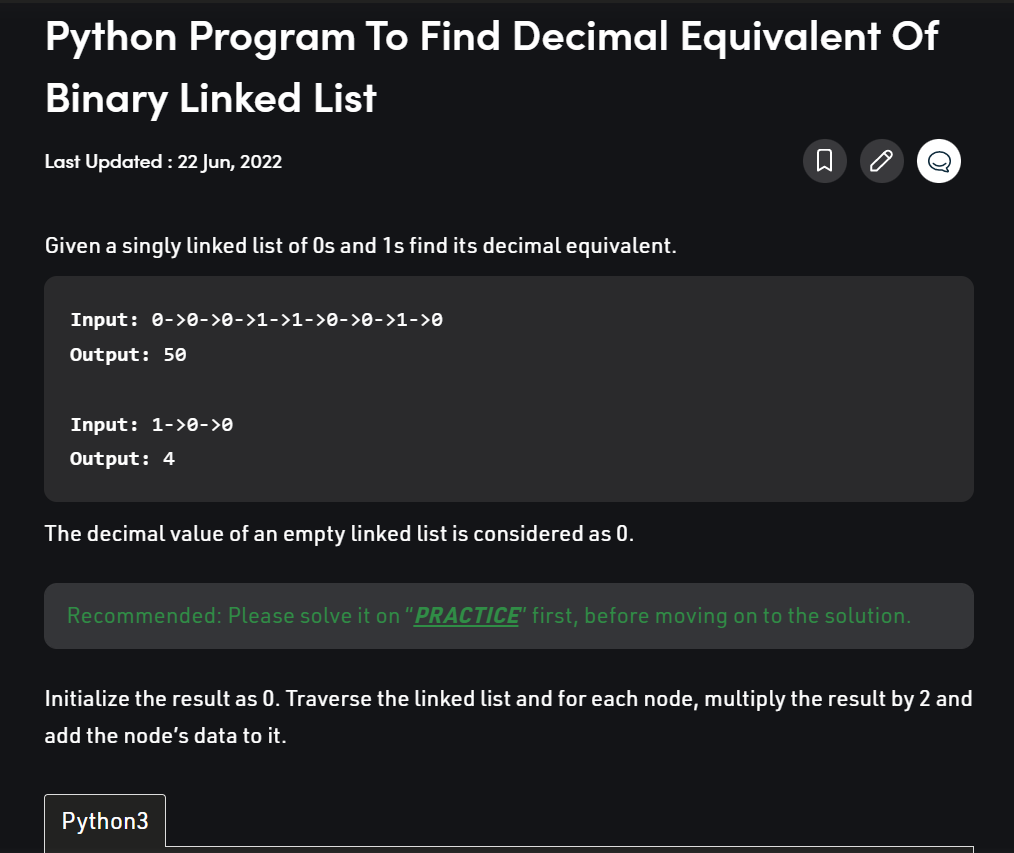 Python Program To Find Decimal Equivalent Of
Binary Linked List
Last Updated : 22 Jun, 2022
Given a singly linked list of 0s and 1s find its decimal equivalent.
Input: 0->0->0->1->1->0->0->1->0
Output: 50
Input: 1->0->0
Output: 4
The decimal value of an empty linked list is considered as 0.
Recommended: Please solve it on “PRACTICE” first, before moving on to the solution.
Initialize the result as 0. Traverse the linked list and for each node, multiply the result by 2 and
add the node’s data to it.
Python3